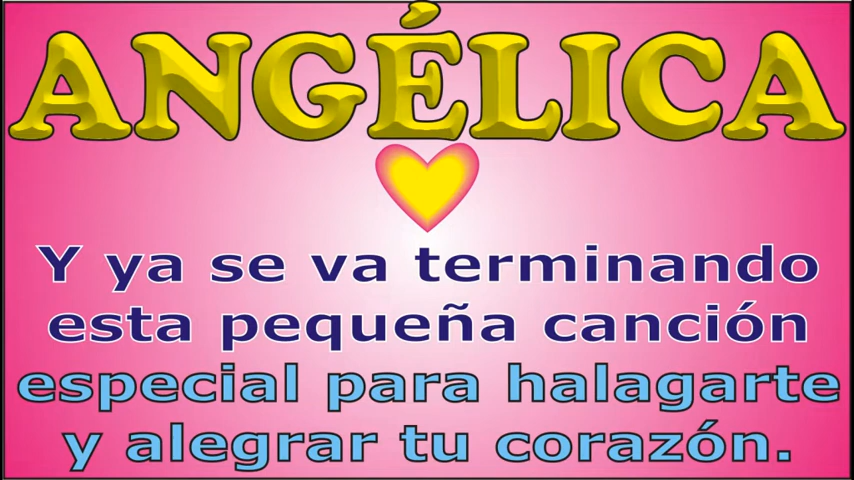 ANGÉLICA
Y ya se va terminando
esta pequeña canción
especial para halagarte
y alegrar tu corazón.